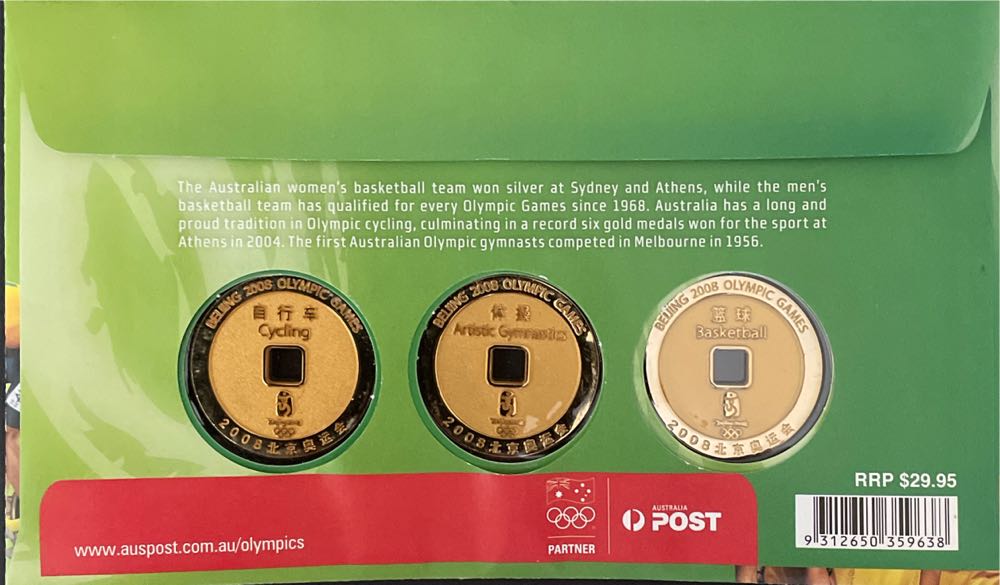 The Australian women's basketball team won silver at Sydney and Athens, while the men's
basketball team has qualified for every Olympic Games since 1968. Australia has a long and
proud tradition in Olympic cycling, culminating in a record six gold medals won for the sport at
Athens in 2004. The first Australian Olympic gymnasts competed in Melbourne in 1956.
BEIJING 2008 OLYMPIC GAMES
自行车
Cycling
2008北京奥运会
BEIJING 2008 OLYMPIC GAMES
体操
Artistic Gymnastics
2008北京奥运会
BEIJING 2008 OLYMPIC GAMES
篮球
Basketball
2008北京奥运会
www.auspost.com.au/olympics
PARTNER
AUSTRALIA
POST
RRP $29.95
9 312650 359638